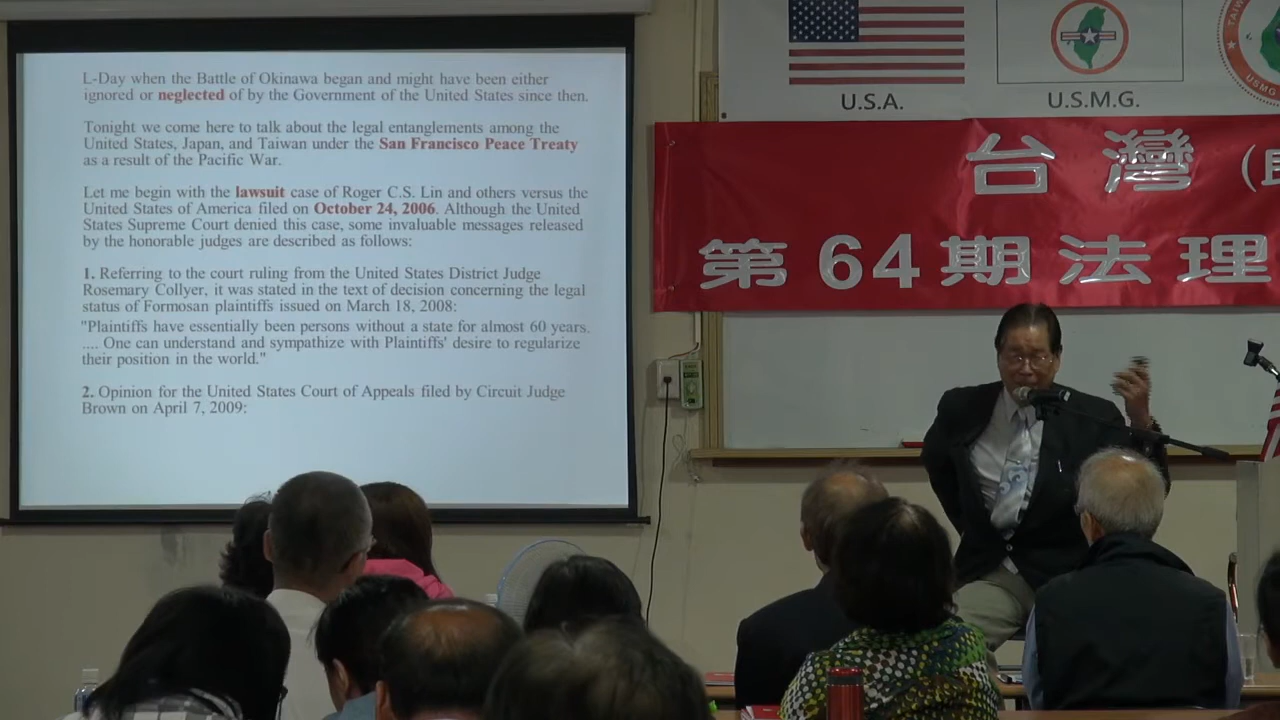 L-Day when the Battle of Okinawa began and might have been either
ignored or neglected of by the Government of the United States since then.
Tonight we come here to talk about the legal entanglements among the
United States, Japan, and Taiwan under the San Francisco Peace Treaty
as a result of the Pacific War.
Let me begin with the lawsuit case of Roger C.S. Lin and others versus the
United States of America filed on October 24, 2006. Although the United
States Supreme Court denied this case, some invaluable messages released
by the honorable judges are described as follows:
1. Referring to the court ruling from the United States District Judge
Rosemary Collyer, it was stated in the text of decision concerning the legal
status of Formosan plaintiffs issued on March 18, 2008:
"Plaintiffs have essentially been persons without a state for almost 60 years.
.... One can understand and sympathize with Plaintiffs' desire to regularize
their position in the world."
2. Opinion for the United States Court of Appeals filed by Circuit Judge
Brown on April 7, 2009:
U.S.A.
U.S.M.G.
台灣(
第64期法理